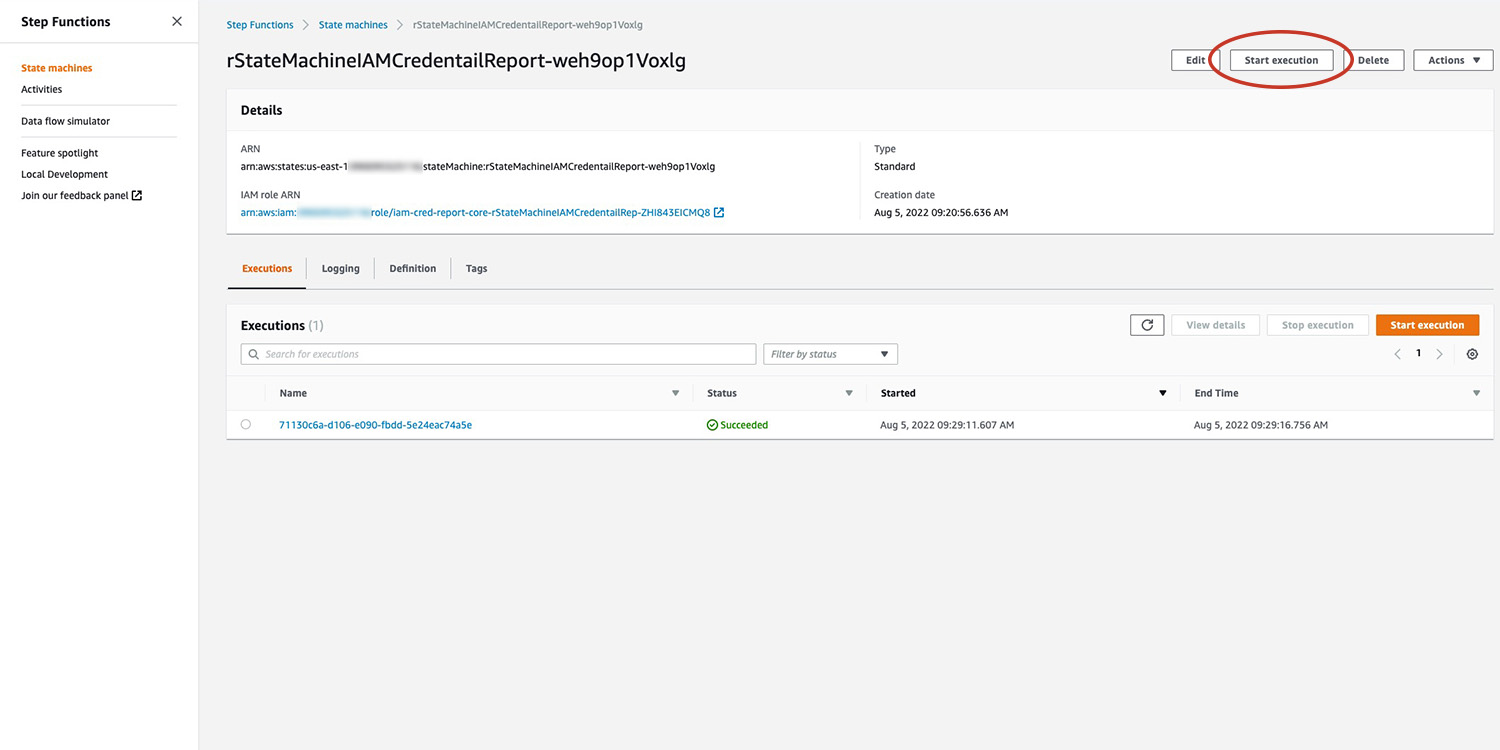 Step Functions
State machines
Activities
Data flow simulator
Feature spotlight
Local Development
Join our feedback panel
Step Functions State machines rStateMachineIAMCredentailReport-weh9op1Voxlg
rStateMachineIAMCredentailReport-weh9op1Voxlg
Edit Start execution Delete Actions
Details
ARN
arn:aws:states:us-east-1 stateMachine:rStateMachineIAMCredentailReport-weh9op1Voxlg
IAM role ARN
arn:aws:iam: role/iam-cred-report-core-rStateMachineIAMCredentailRep-ZHI843EICMQ8
Type
Standard
Creation date
Aug 5, 2022 09:20:56.636 AM
Executions Logging Definition Tags
Executions (1)
View details Stop execution Start execution
Search for executions Filter by status 1
Name Status Started End Time
71130c6a-d106-e090-fbdd-5e24eac74a5e Succeeded Aug 5, 2022 09:29:11.607 AM Aug 5, 2022 09:29:16.756 AM